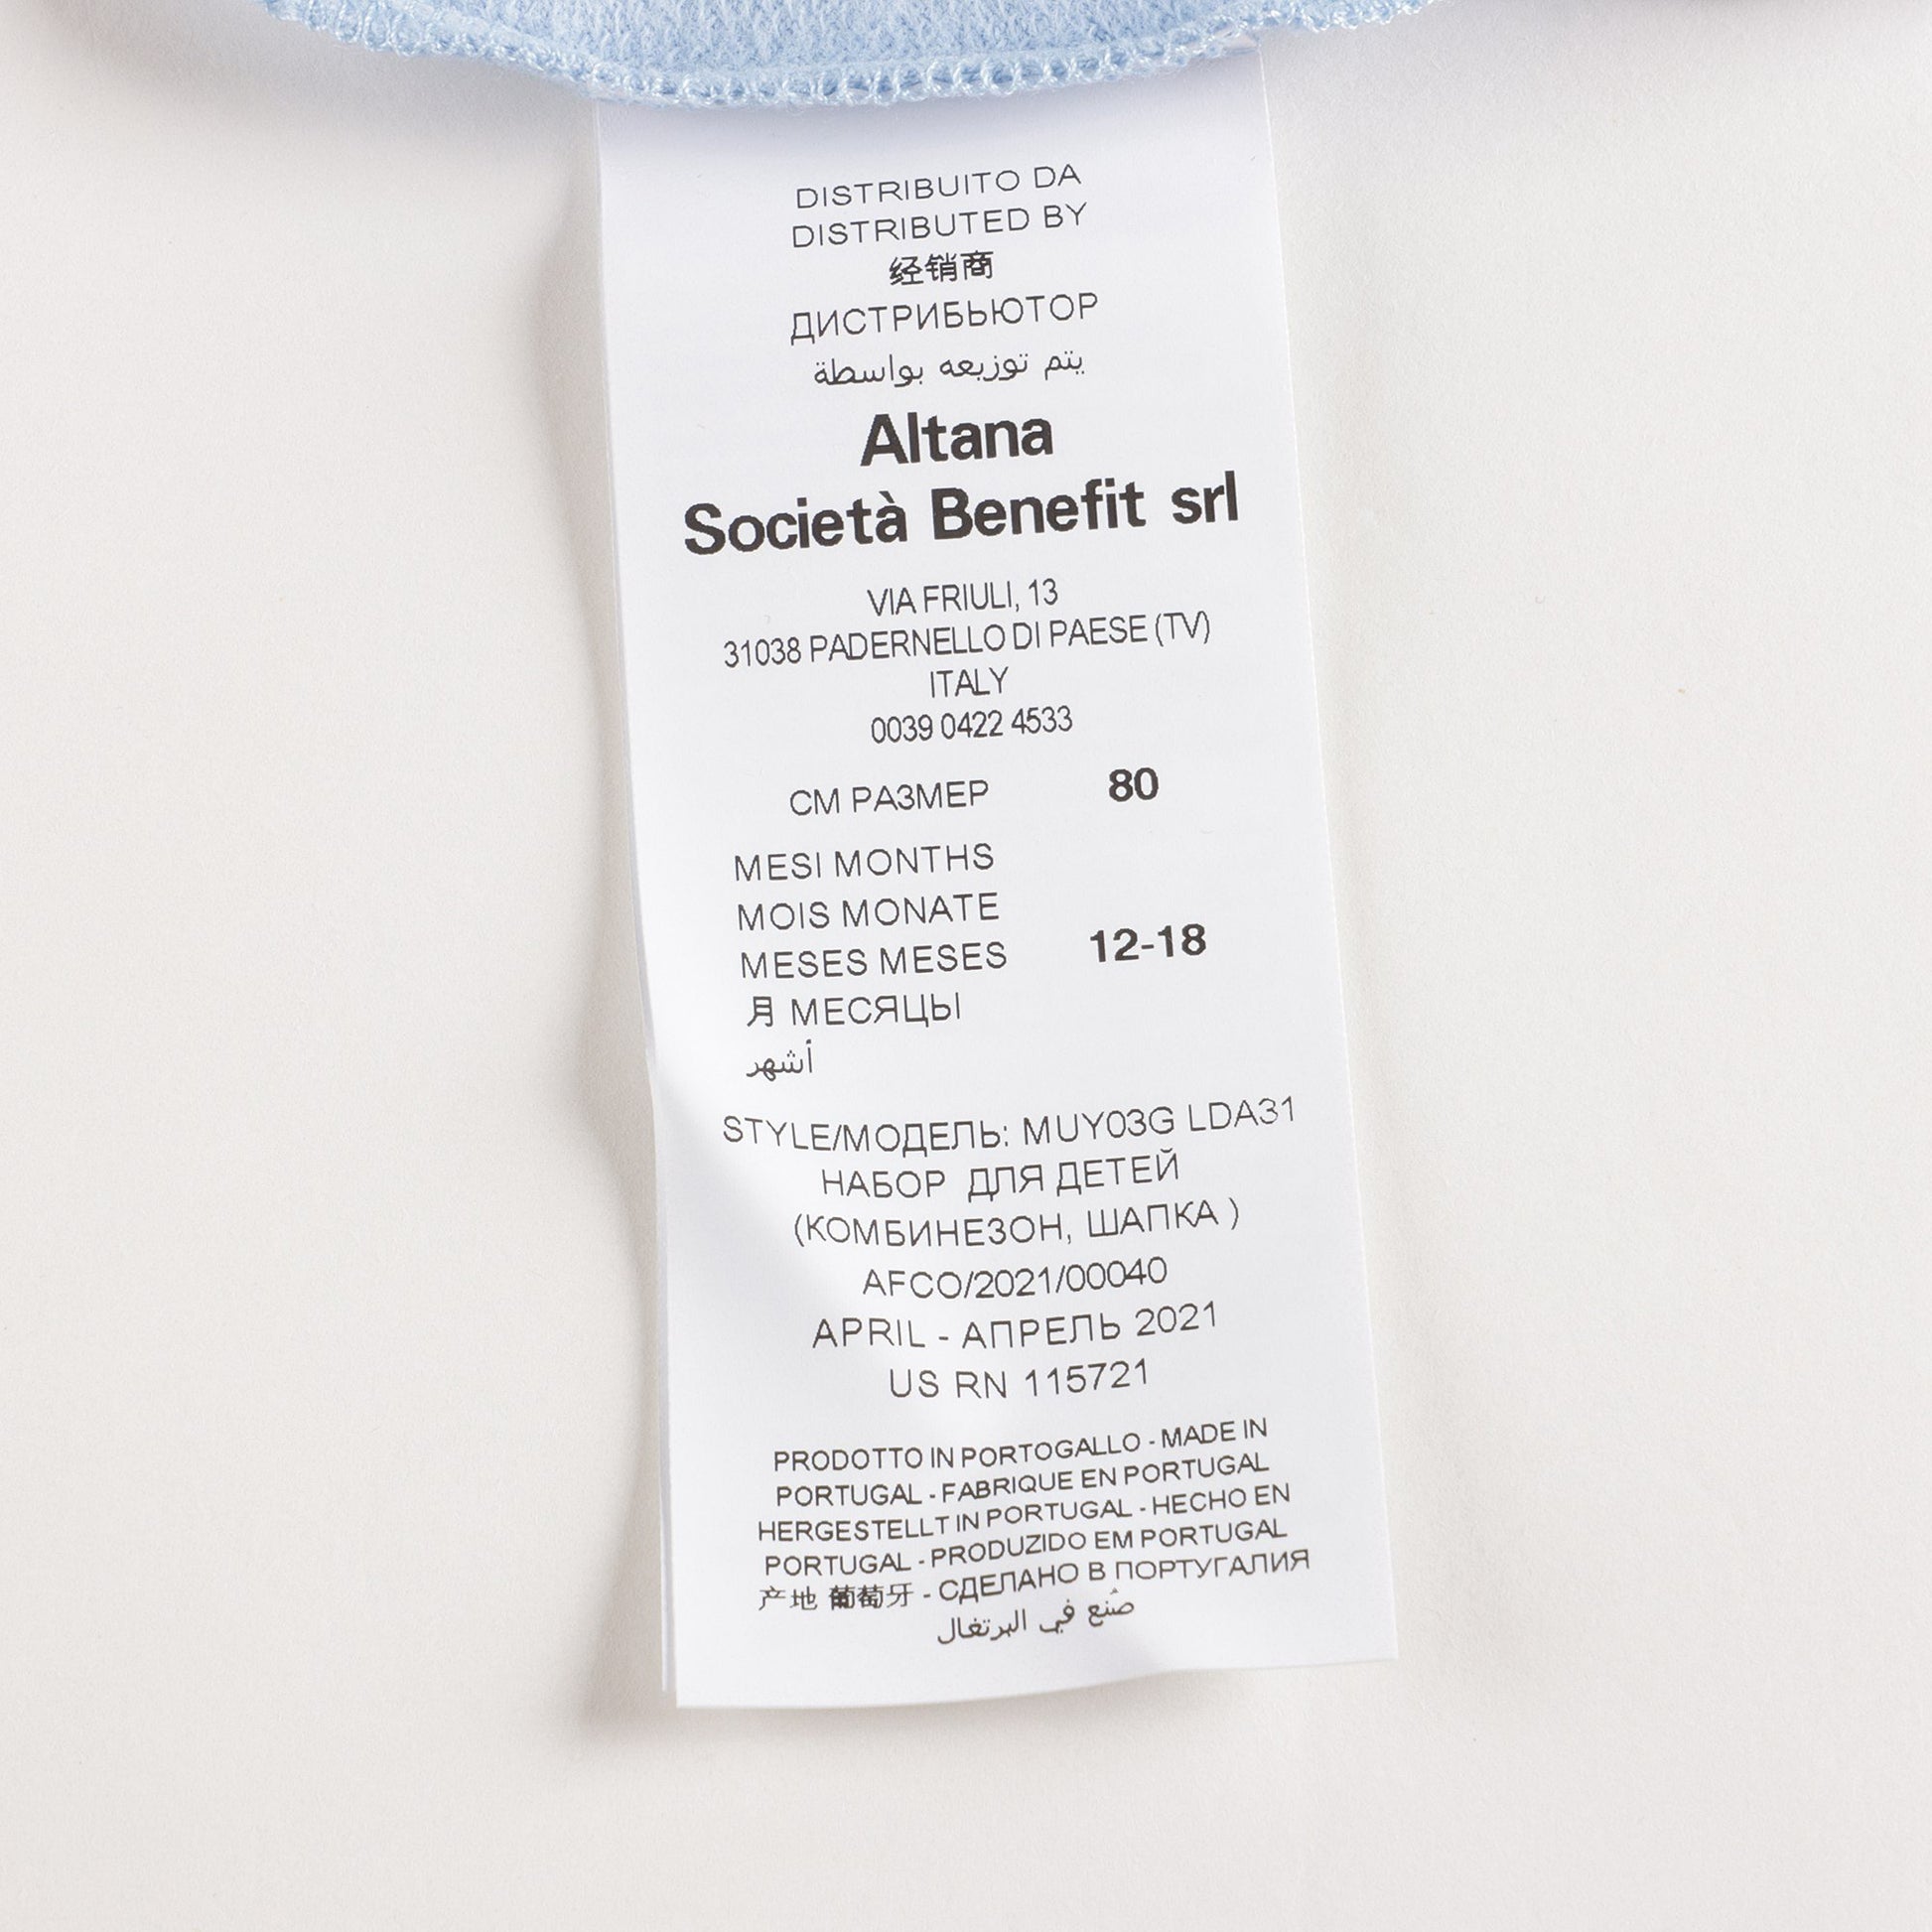 DISTRIBUITO DA
DISTRIBUTED BY
经销商
ДИСТРИБЬЮТОР
يتم توزيعه بواسطة
Altana
Società Benefit srl
VIA FRIULI, 13
31038 PADERNELLO DI PAESE (TV)
ITALY
0039 0422 4533
СМ РАЗМЕР 80
MESI MONTHS
MOIS MONATE
MESES MESES 12-18
月 МЕСЯЦЫ
أشهر
STYLE/МОДЕЛЬ: MUY03G LDA31
НАБОР ДЛЯ ДЕТЕЙ
(КОМБИНЕЗОН, ШАПКА )
AFCO/2021/00040
APRIL - АПРЕЛЬ 2021
US RN 115721
PRODOTTO IN PORTOGALLO - MADE IN
PORTUGAL - FABRIQUE EN PORTUGAL
HERGESTELLT IN PORTUGAL - HECHO EN
PORTUGAL - PRODUZIDO EM PORTUGAL
产地 葡萄牙 - СДЕЛАНО В ПОРТУГАЛИЯ
صُنع في البرتغال